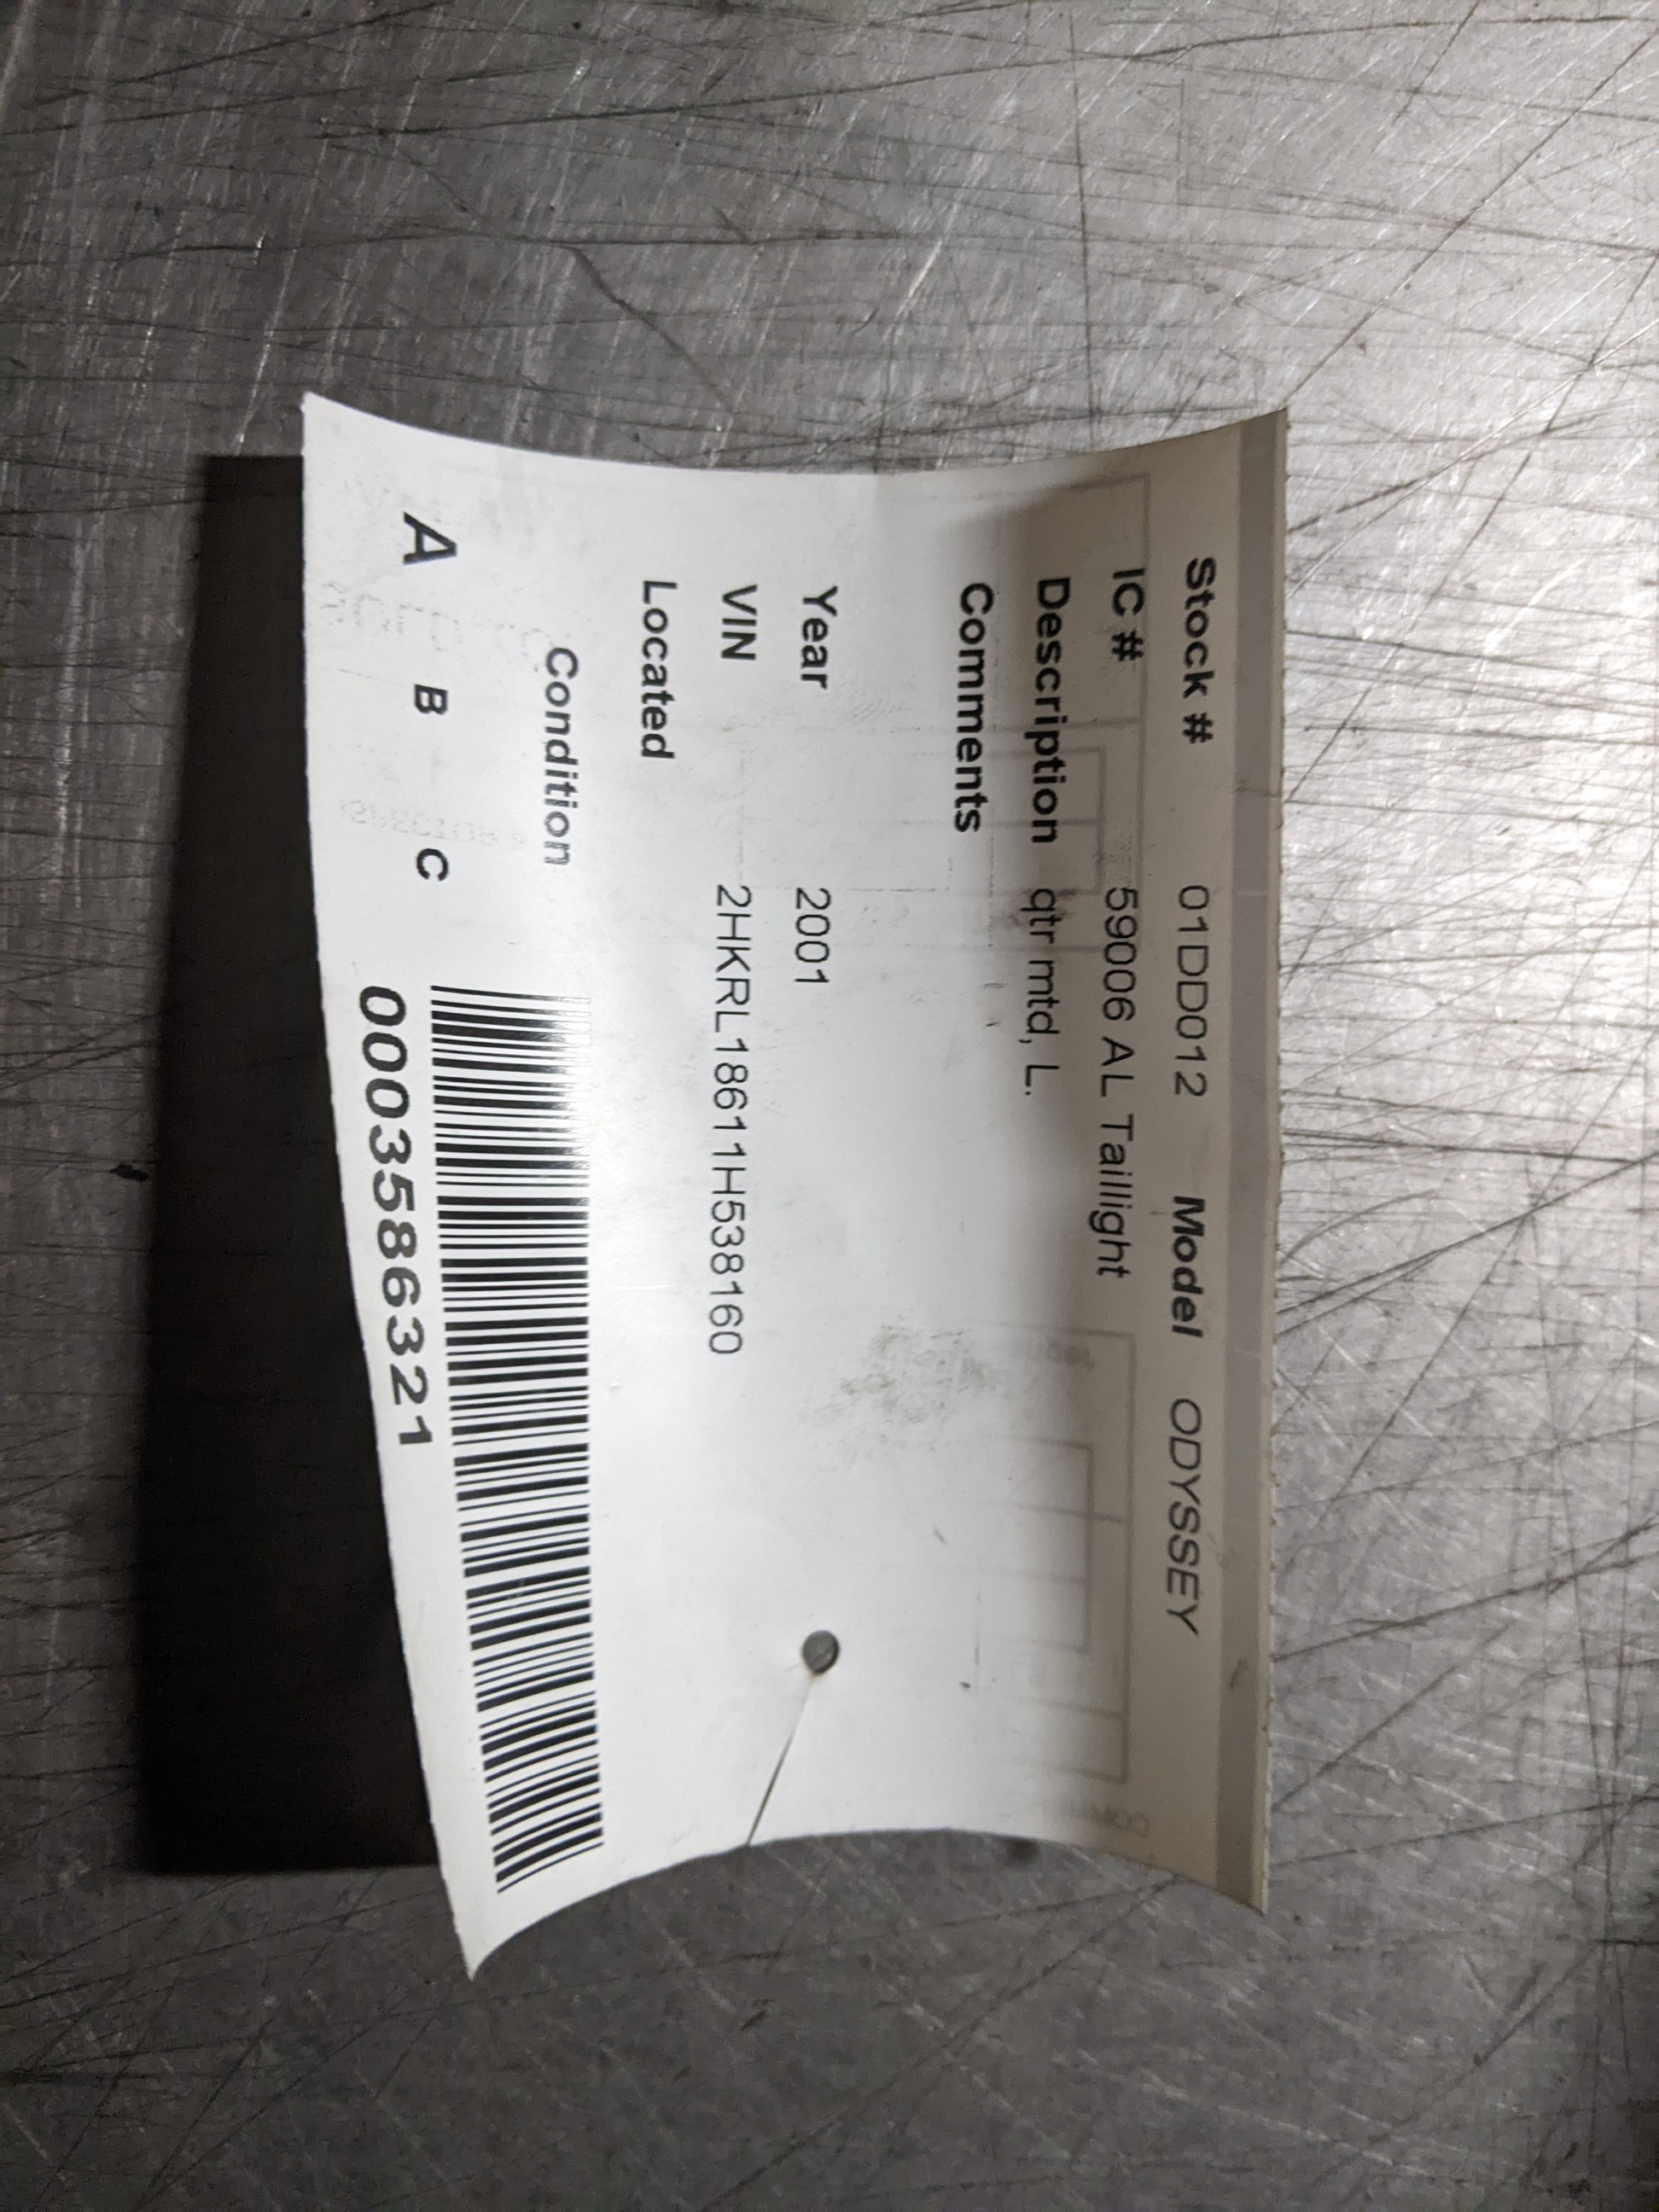 Stock # 01DD012 Model ODYSSEY
IC # 59006 AL Taillight
Description qtr mtd, L.
Comments
Year 2001
VIN 2HKRL18611H538160
Located
Condition
A B C
0003586321